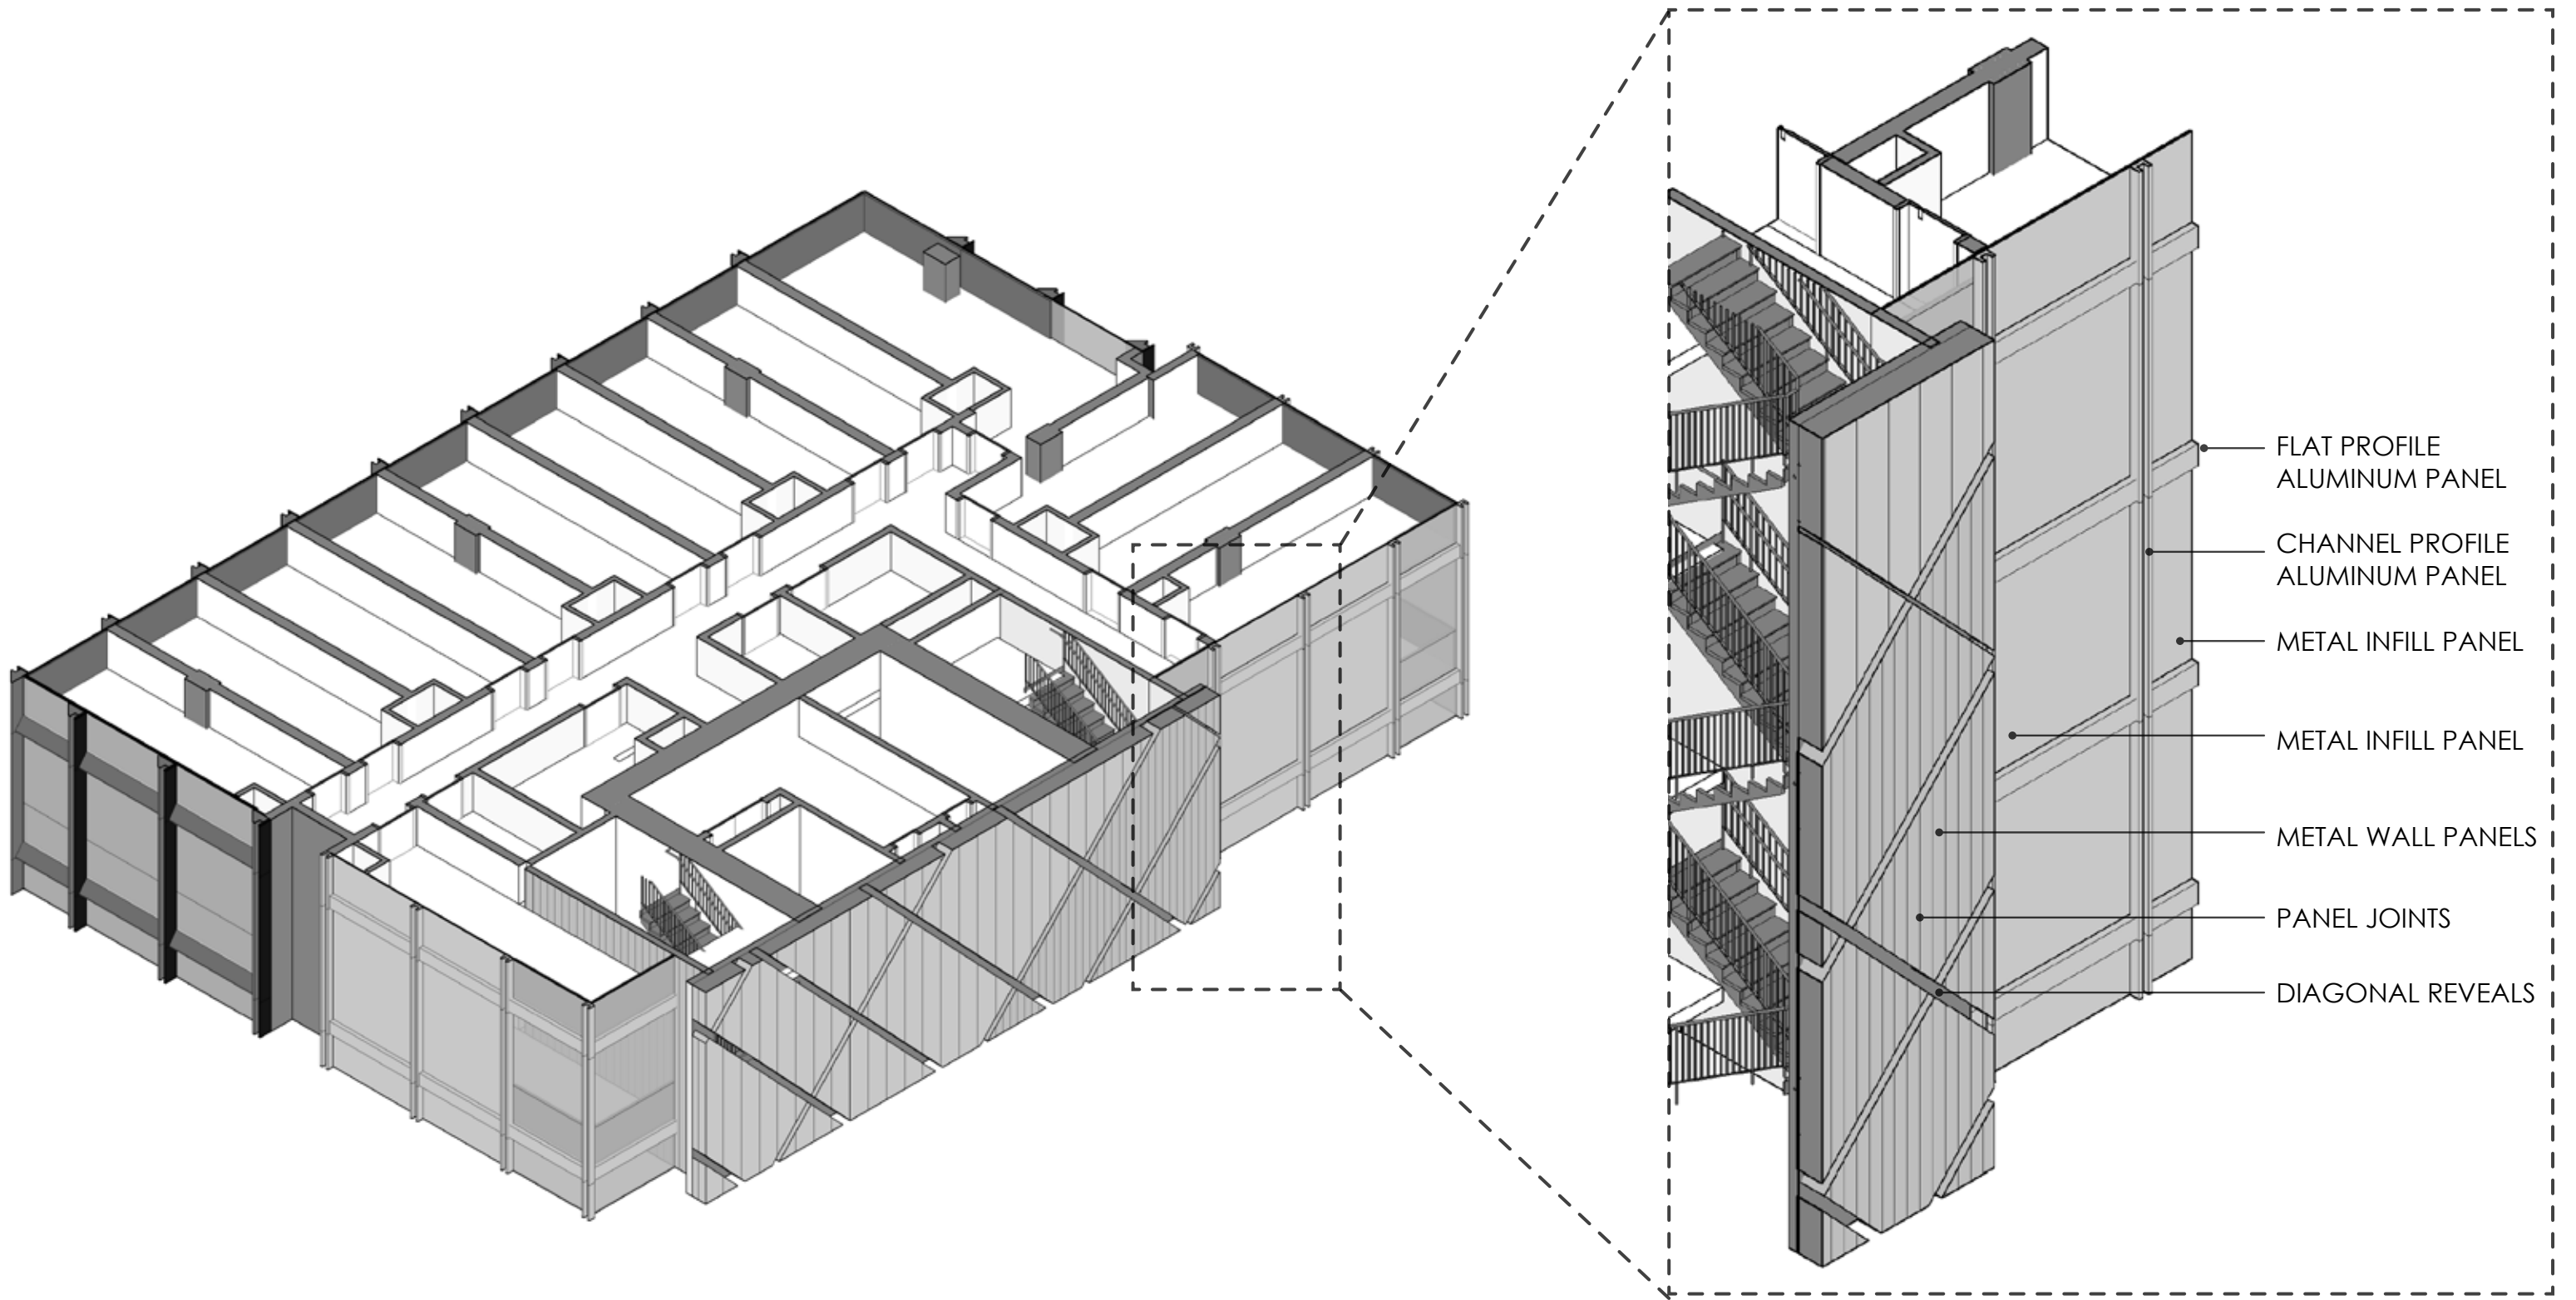 FLAT PROFILE
ALUMINUM PANEL
CHANNEL PROFILE
ALUMINUM PANEL
METAL INFILL PANEL
METAL INFILL PANEL
METAL WALL PANELS
PANEL JOINTS
DIAGONAL REVEALS